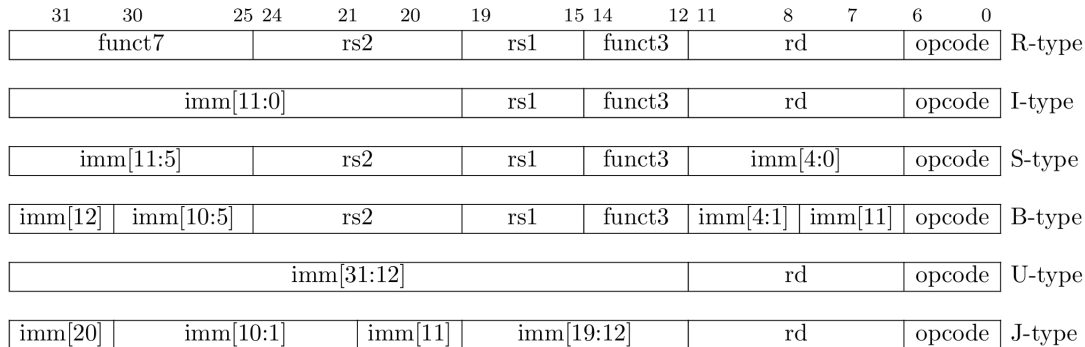 31 30 25 24 21 20 19 15 14 12 11 8 7 6 0
funct7 rs2 rs1 funct3 rd opcode R-type
imm[11:0] rs1 funct3 rd opcode I-type
imm[11:5] rs2 rs1 funct3 imm[4:0] opcode S-type
imm[12] imm[10:5] rs2 rs1 funct3 imm[4:1] imm[11] opcode B-type
imm[31:12] rd opcode U-type
imm[20] imm[10:1] imm[11] imm[19:12] rd opcode J-type